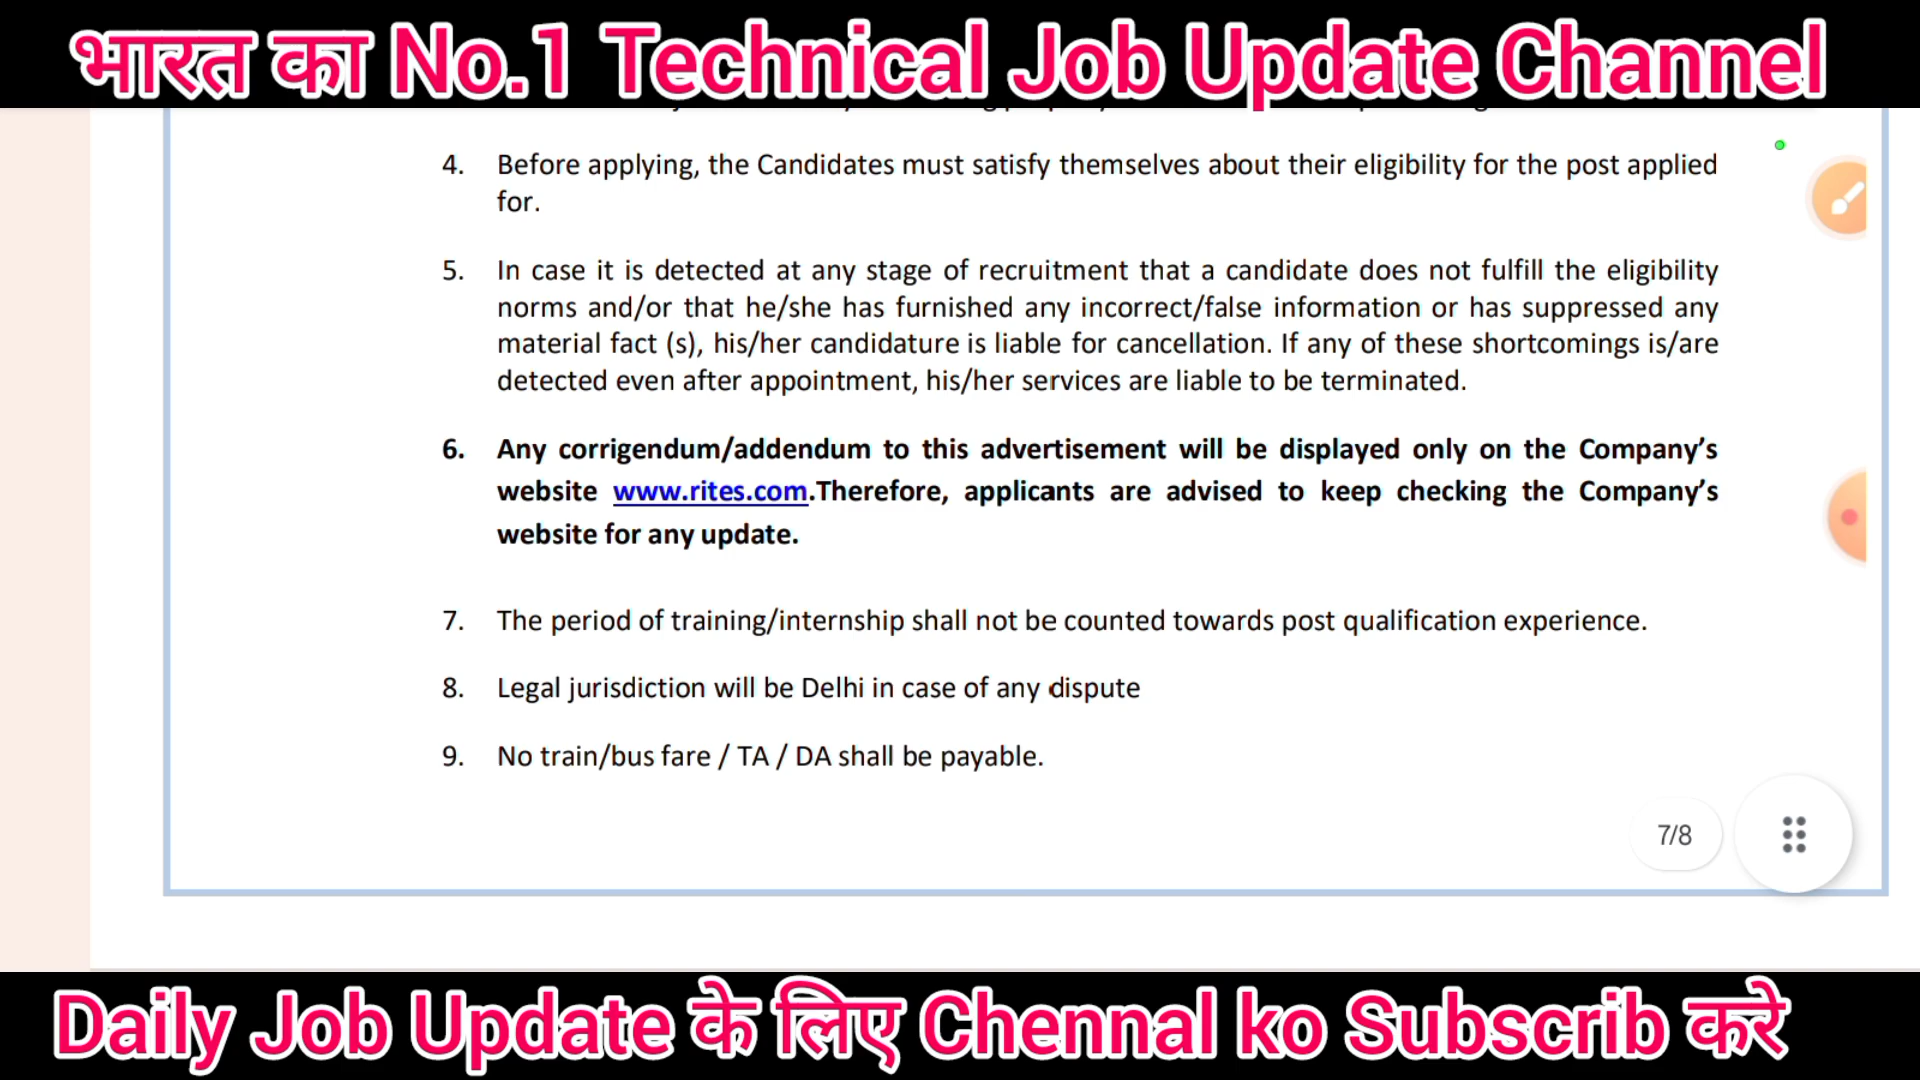 भारत का No.1 Technical Job Update Channel
4. Before applying, the Candidates must satisfy themselves about their eligibility for the post applied
for.
5. In case it is detected at any stage of recruitment that a candidate does not fulfill the eligibility
norms and/or that he/she has furnished any incorrect/false information or has suppressed any
material fact (s), his/her candidature is liable for cancellation. If any of these shortcomings is/are
detected even after appointment, his/her services are liable to be terminated.
6. Any corrigendum/addendum to this advertisement will be displayed only on the Company’s
website www.rites.com.Therefore, applicants are advised to keep checking the Company’s
website for any update.
7. The period of training/internship shall not be counted towards post qualification experience.
8. Legal jurisdiction will be Delhi in case of any dispute
9. No train/bus fare / TA / DA shall be payable.
7/8
Daily Job Update के लिए Chennal ko Subscrib करे